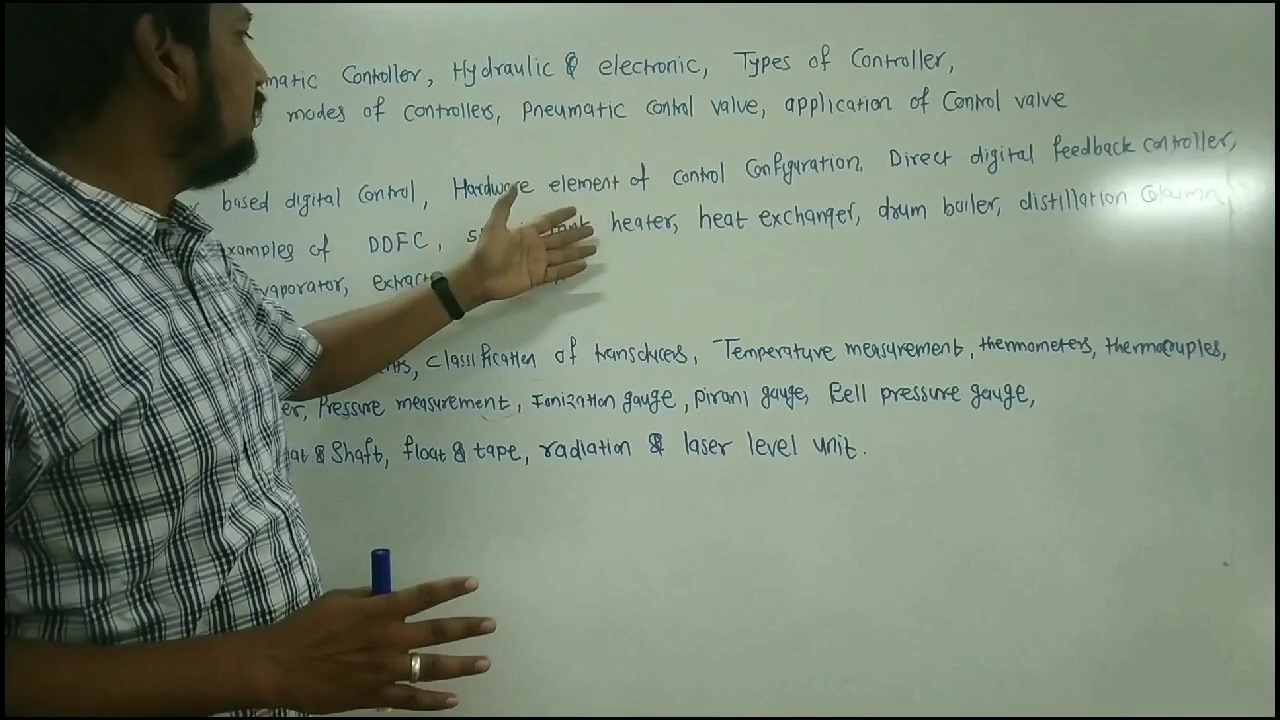 matic Controller, Hydraulic & electronic, Types of Controller,
modes of controllers, Pneumatic control valve, application of Control valve
based digital Control, Hardware element of control Configuration, Direct digital feedback controller,
xamples of DDFC, heater, heat exchanger, drum boiler, distillation Column,
vaporator, extrac
classification of transducers, Temperature measurement, thermometers, thermocouples,
er, Pressure measurement, Ionization gauge, pirani gauge, Bell pressure gauge,
at & Shaft, float & tape, radiation & laser level unit.